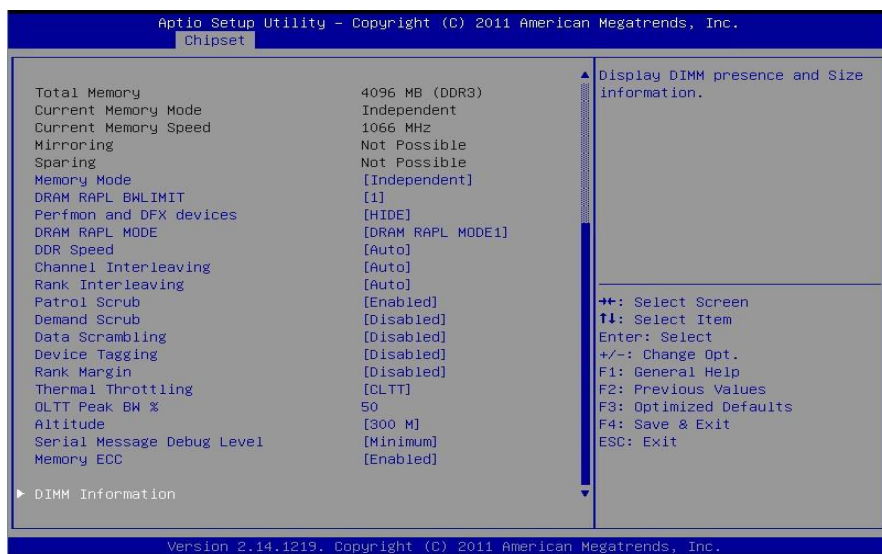 Aptio Setup Utility – Copyright (C) 2011 American Megatrends, Inc.
Chipset
Total Memory 4096 MB (DDR3)
Current Memory Mode Independent
Current Memory Speed 1066 MHz
Mirroring Not Possible
Sparing Not Possible
Memory Mode [Independent]
DRAM RAPL BWLIMIT [1]
Perfmon and DFX devices [HIDE]
DRAM RAPL MODE [DRAM RAPL MODE1]
DDR Speed [Auto]
Channel Interleaving [Auto]
Rank Interleaving [Auto]
Patrol Scrub [Enabled]
Demand Scrub [Disabled]
Data Scrambling [Disabled]
Device Tagging [Disabled]
Rank Margin [Disabled]
Thermal Throttling [CLTT]
OLTT Peak BW % 50
Altitude [300 M]
Serial Message Debug Level [Minimum]
Memory ECC [Enabled]
▶ DIMM Information
Display DIMM presence and Size
information.
→←: Select Screen
↑↓: Select Item
Enter: Select
+/-: Change Opt.
F1: General Help
F2: Previous Values
F3: Optimized Defaults
F4: Save & Exit
ESC: Exit
Version 2.14.1219. Copyright (C) 2011 American Megatrends, Inc.